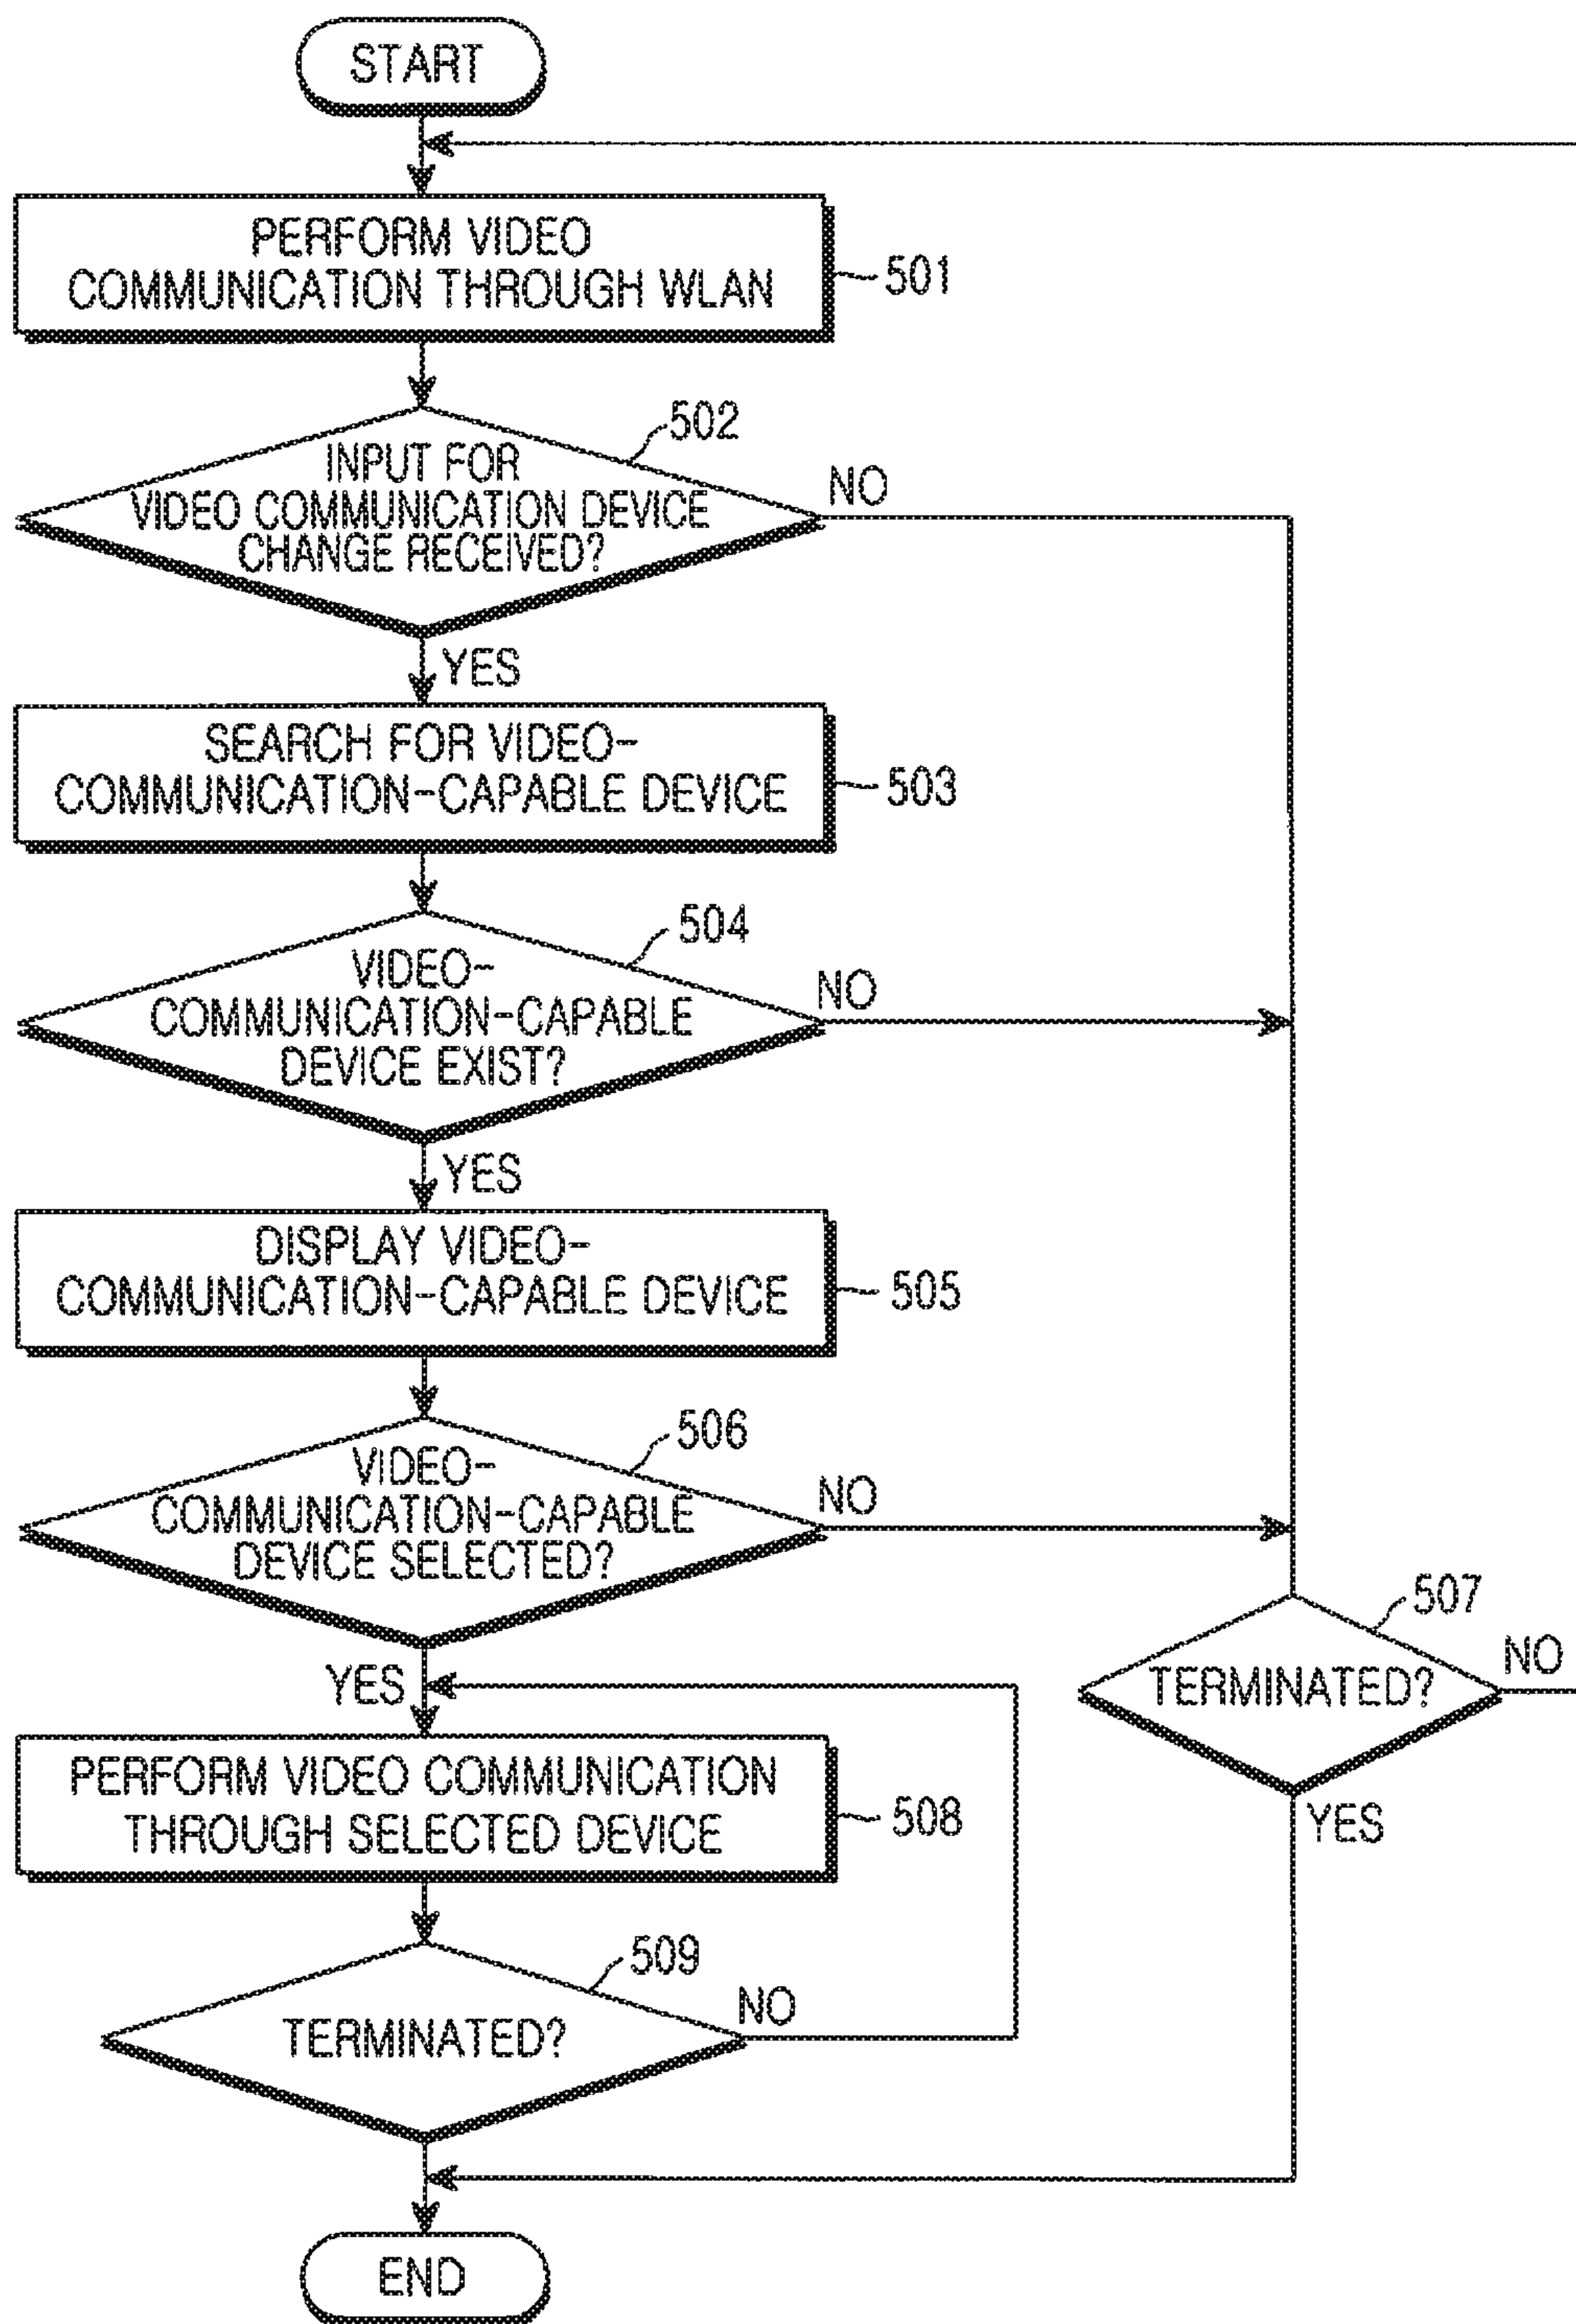 START
PERFORM VIDEO
COMMUNICATION THROUGH WLAN
501
502
INPUT FOR
VIDEO COMMUNICATION DEVICE
CHANGE RECEIVED?
NO
YES
SEARCH FOR VIDEO-
COMMUNICATION-CAPABLE DEVICE
503
504
VIDEO-
COMMUNICATION-CAPABLE
DEVICE EXIST?
NO
YES
DISPLAY VIDEO-
COMMUNICATION-CAPABLE DEVICE
505
506
VIDEO-
COMMUNICATION-CAPABLE
DEVICE SELECTED?
NO
YES
507
TERMINATED?
NO
YES
PERFORM VIDEO COMMUNICATION
THROUGH SELECTED DEVICE
508
509
TERMINATED?
NO
END